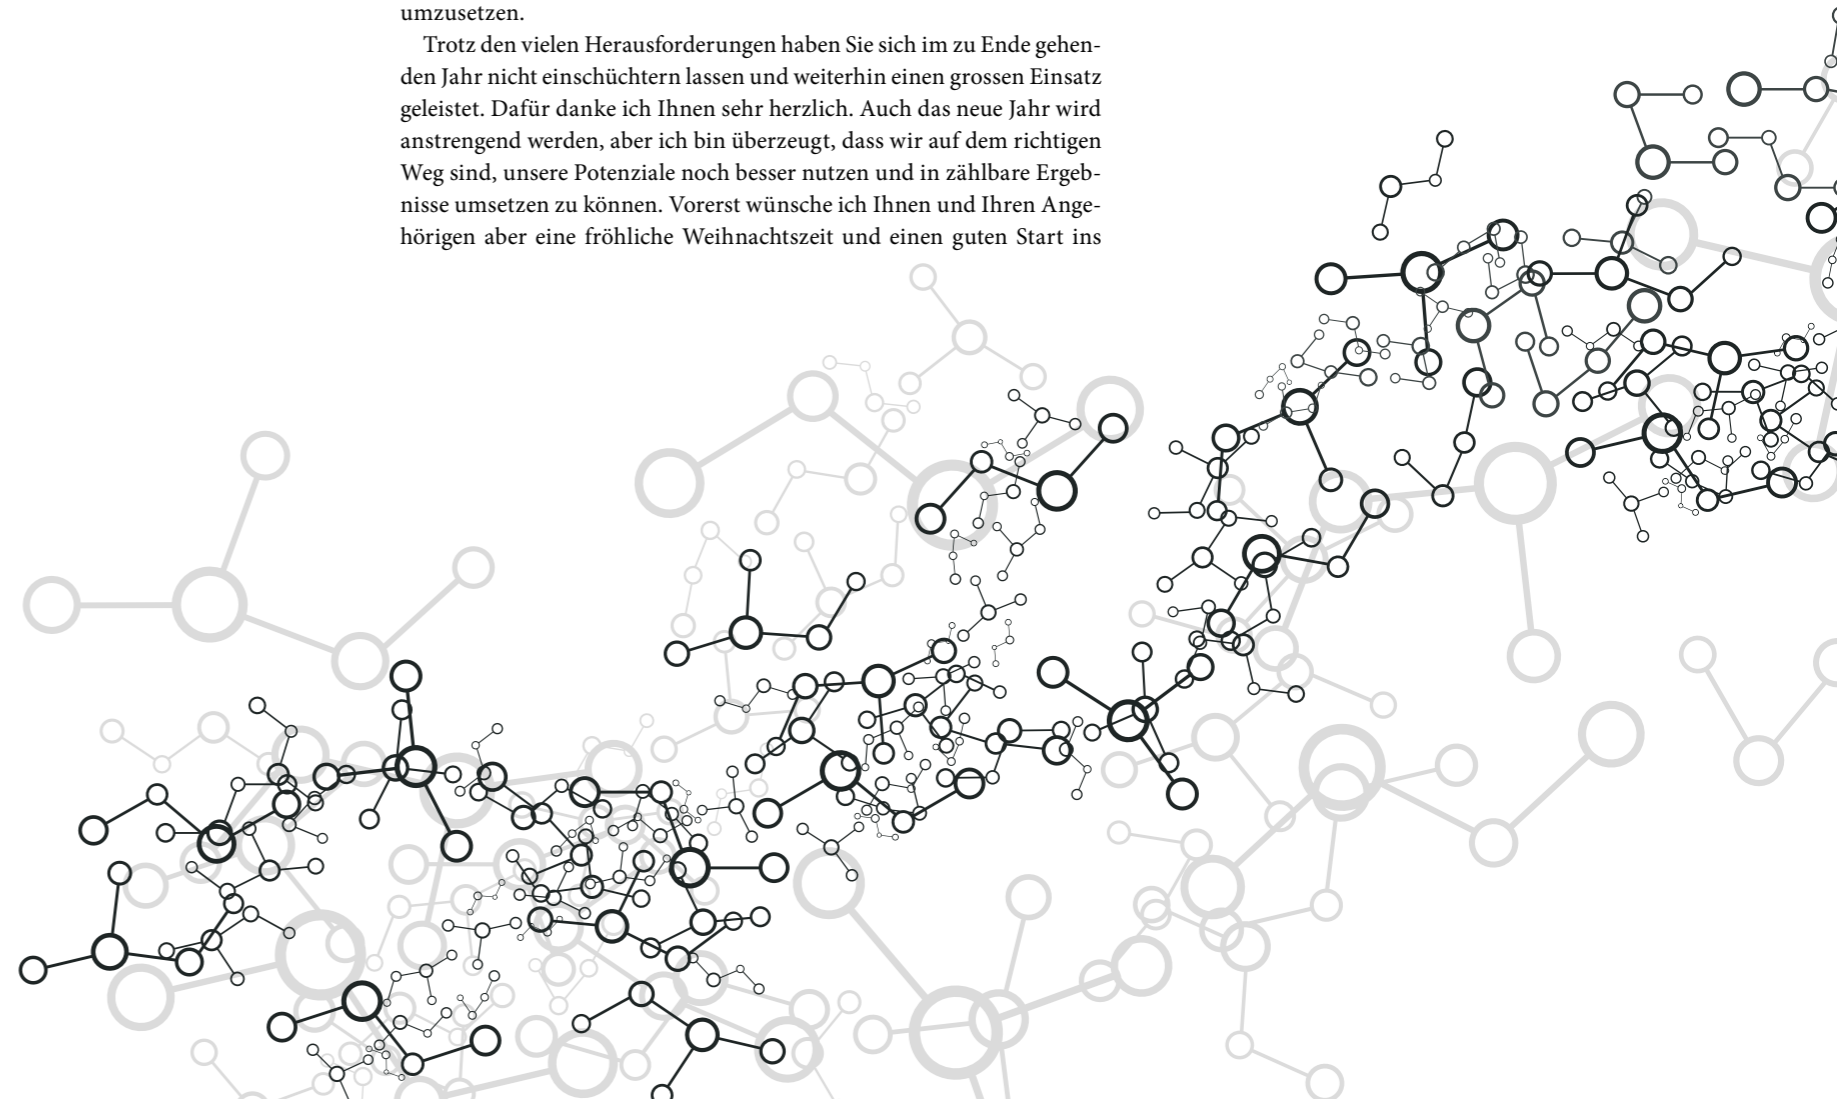 umzusetzen.
Trotz den vielen Herausforderungen haben Sie sich im zu Ende gehen-
den Jahr nicht einschüchtern lassen und weiterhin einen grossen Einsatz
geleistet. Dafür danke ich Ihnen sehr herzlich. Auch das neue Jahr wird
anstrengend werden, aber ich bin überzeugt, dass wir auf dem richtigen
Weg sind, unsere Potenziale noch besser nutzen und in zählbare Ergeb-
nisse umsetzen zu können. Vorerst wünsche ich Ihnen und Ihren Ange-
hörigen aber eine fröhliche Weihnachtszeit und einen guten Start ins